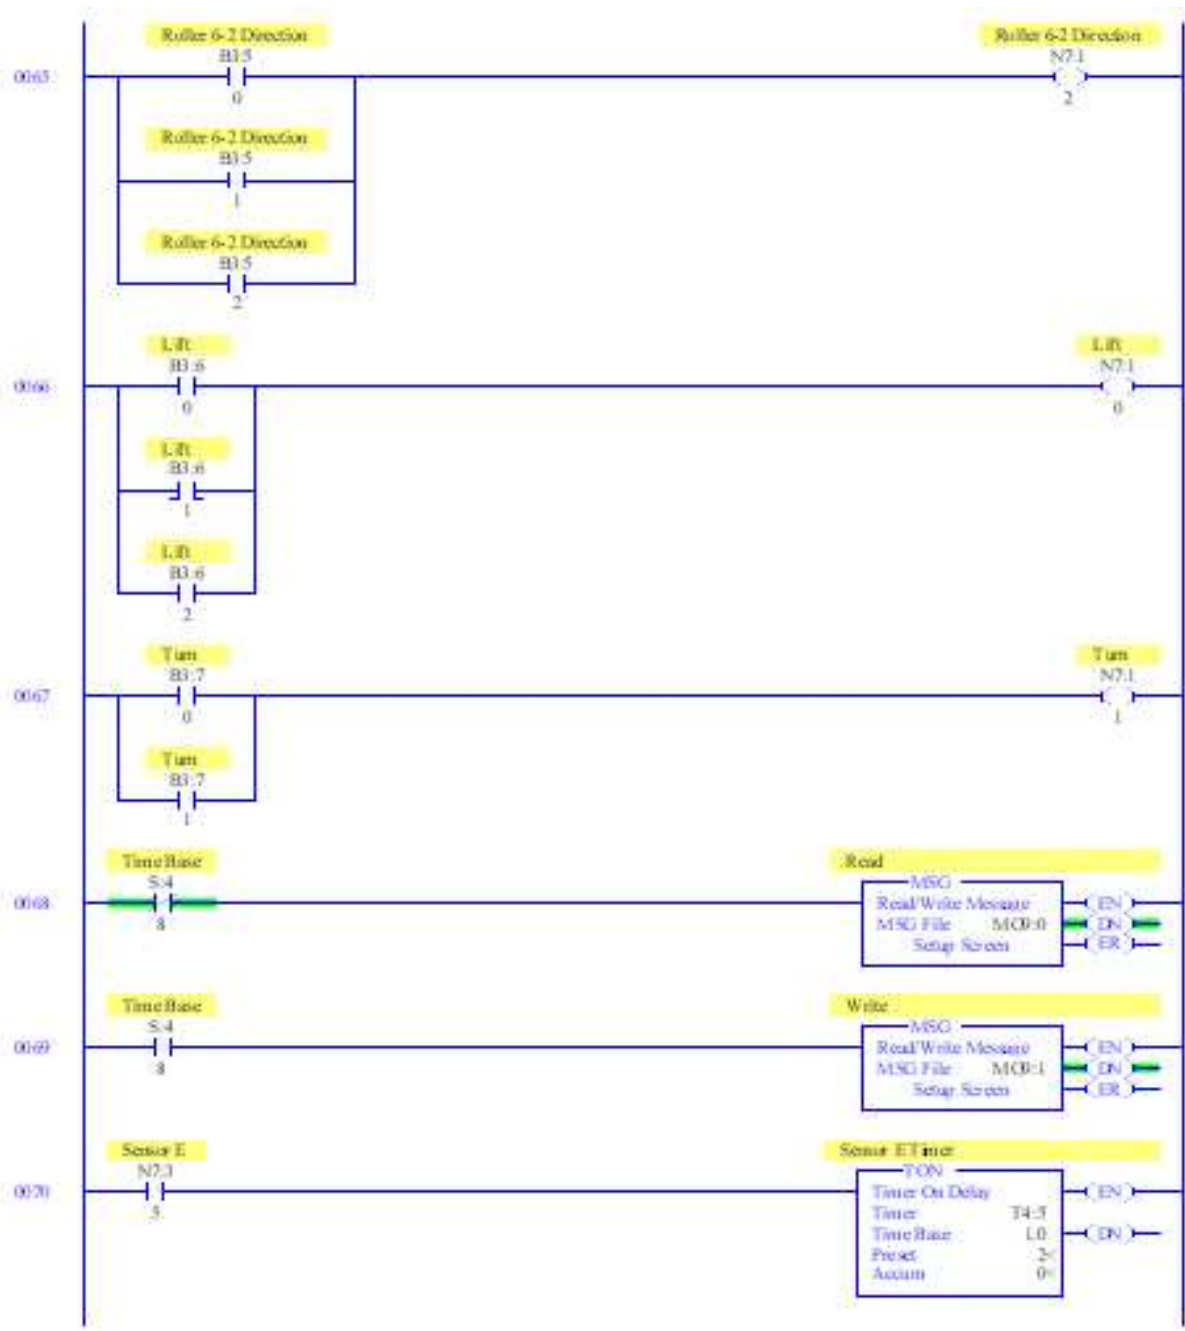 Roller 6-2 Direction
B3:5
0
Roller 6-2 Direction
N7:1
2
0065
Roller 6-2 Direction
B3:5
1
Roller 6-2 Direction
B3:5
2
Lift
B3:6
0
Lift
N7:1
0
0066
Lift
B3:6
1
Lift
B3:6
2
Turn
B3:7
0
Turn
N7:1
1
0067
Turn
B3:7
1
Time Base
S:4
8
0068
Read
MSG
Read/Write Message
MSG File MG9:0
Setup Screen
EN
DN
ER
Time Base
S:4
8
0069
Write
MSG
Read/Write Message
MSG File MG9:1
Setup Screen
EN
DN
ER
Sensor E
N7:3
5
0070
Sensor E Timer
TON
Timer On Delay
Timer T4:5
Time Base 1.0
Preset 2<
Accum 0<
EN
DN